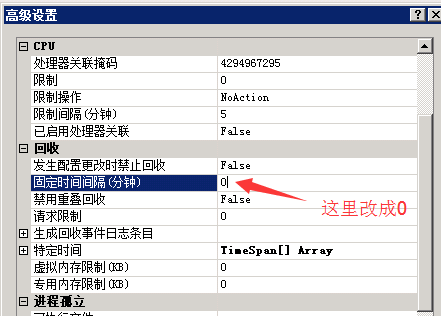 高级设置
CPU
处理器关联掩码 4294967295
限制 0
限制操作 NoAction
限制间隔(分钟) 5
已启用处理器关联 False
回收
发生配置更改时禁止回收 False
固定时间间隔(分钟) 0
禁用重叠回收 False
这里改成0
请求限制 0
生成回收事件日志条目
特定时间 TimeSpan[] Array
虚拟内存限制(KB) 0
专用内存限制(KB) 0
进程孤立